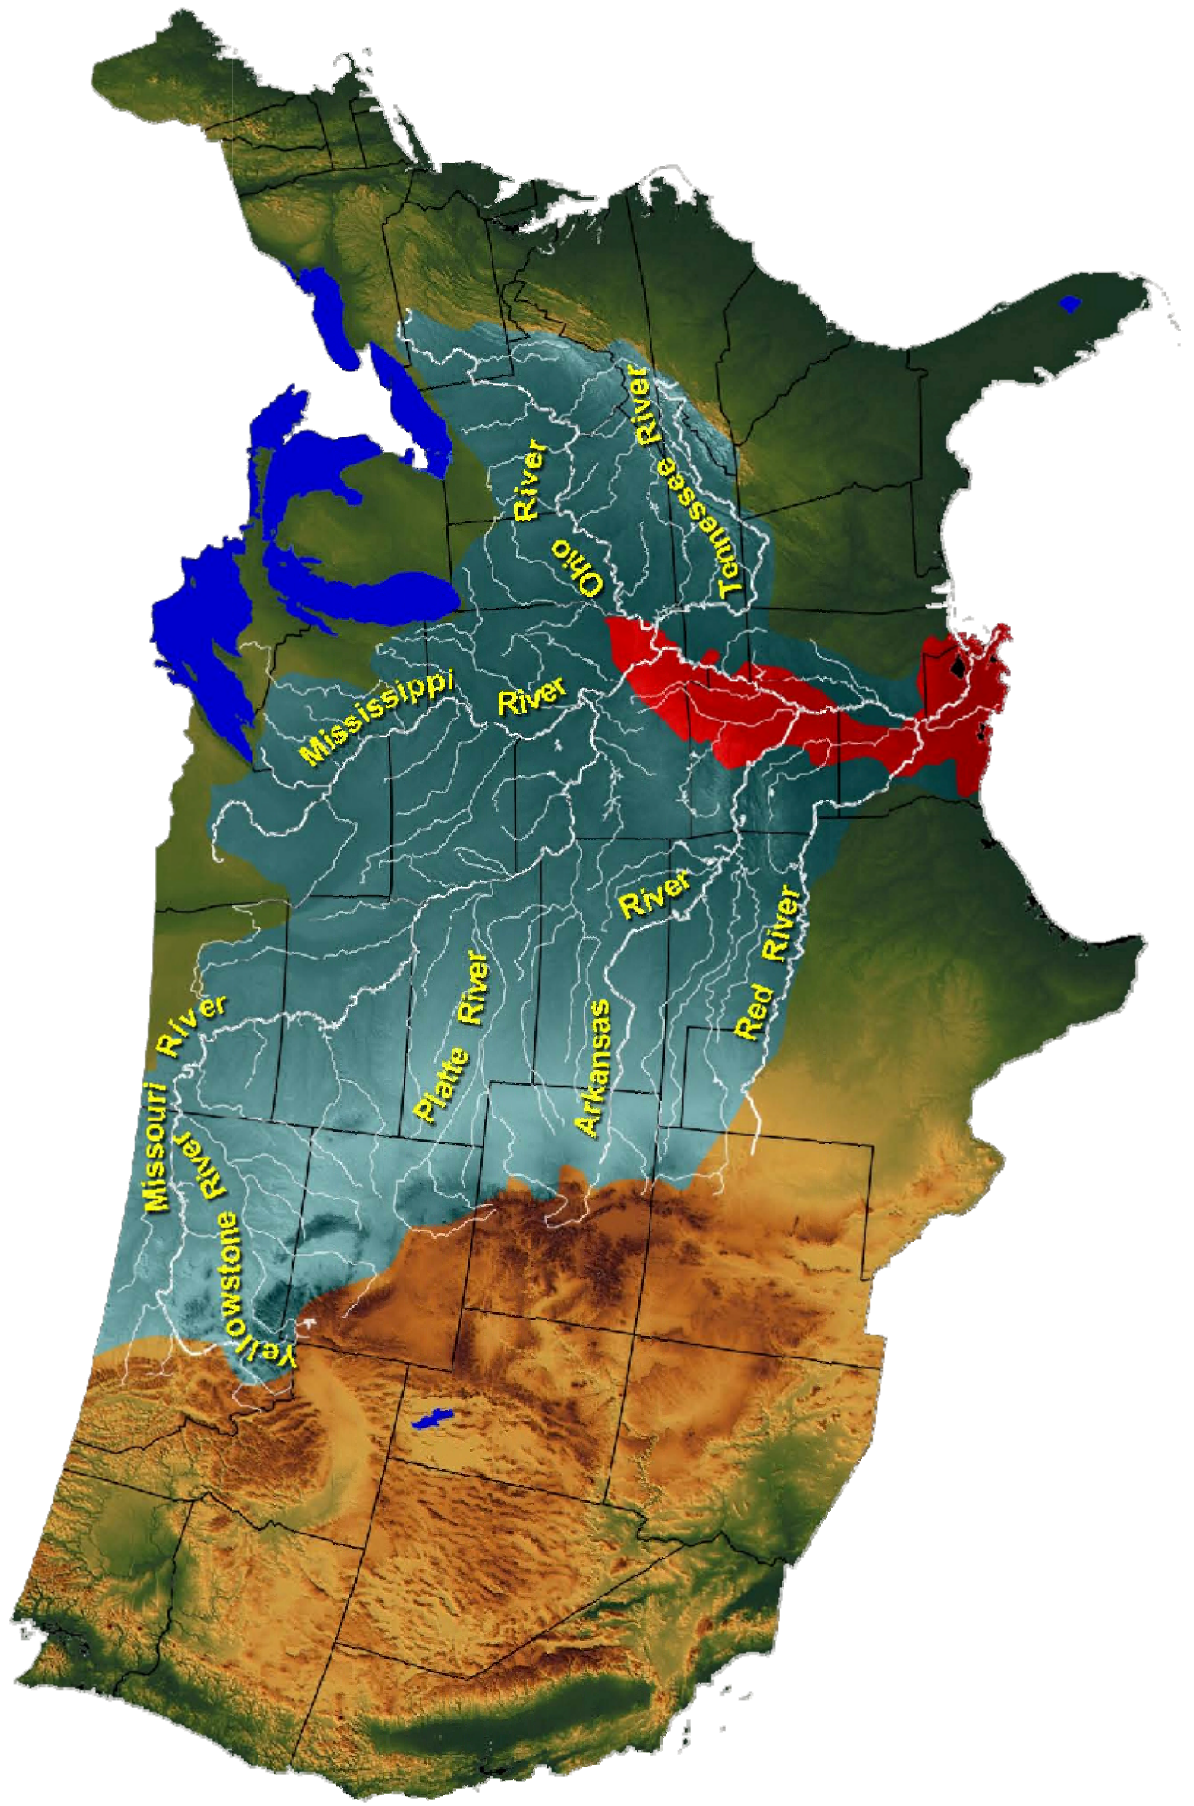 Tennessee River
Ohio River
Mississippi River
Arkansas River
Red River
Platte River
Missouri River
Yellowstone River